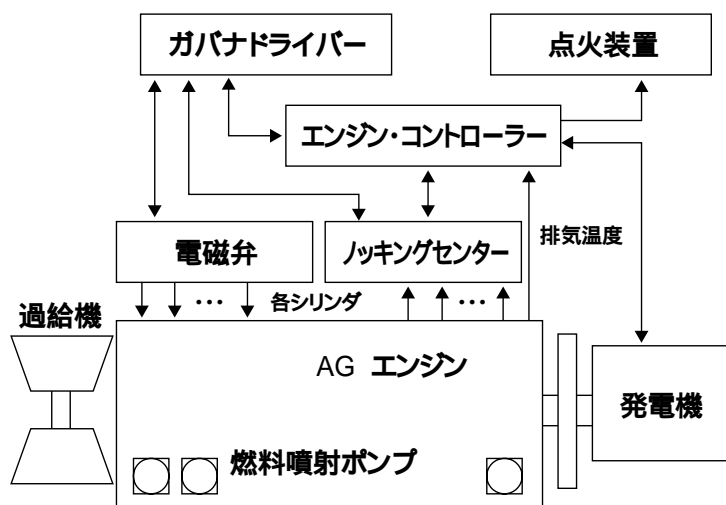 ガバナドライバー
点火装置
エンジン・コントローラー
電磁弁
ノッキングセンター
排気温度
・・・
各シリンダ
・・・
過給機
AG エンジン
発電機
燃料噴射ポンプ